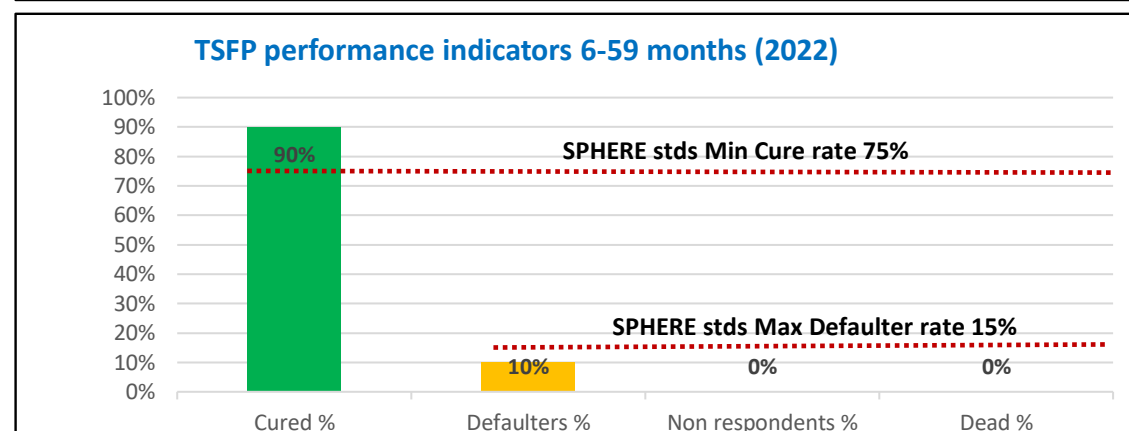 TSFP performance indicators 6-59 months (2022)
100%
90%
80%
70%
60%
50%
40%
30%
20%
10%
0%
90%
SPHERE stds Min Cure rate 75%
SPHERE stds Max Defaulter rate 15%
10%
0%
0%
Cured %
Defaulters %
Non respondents %
Dead %